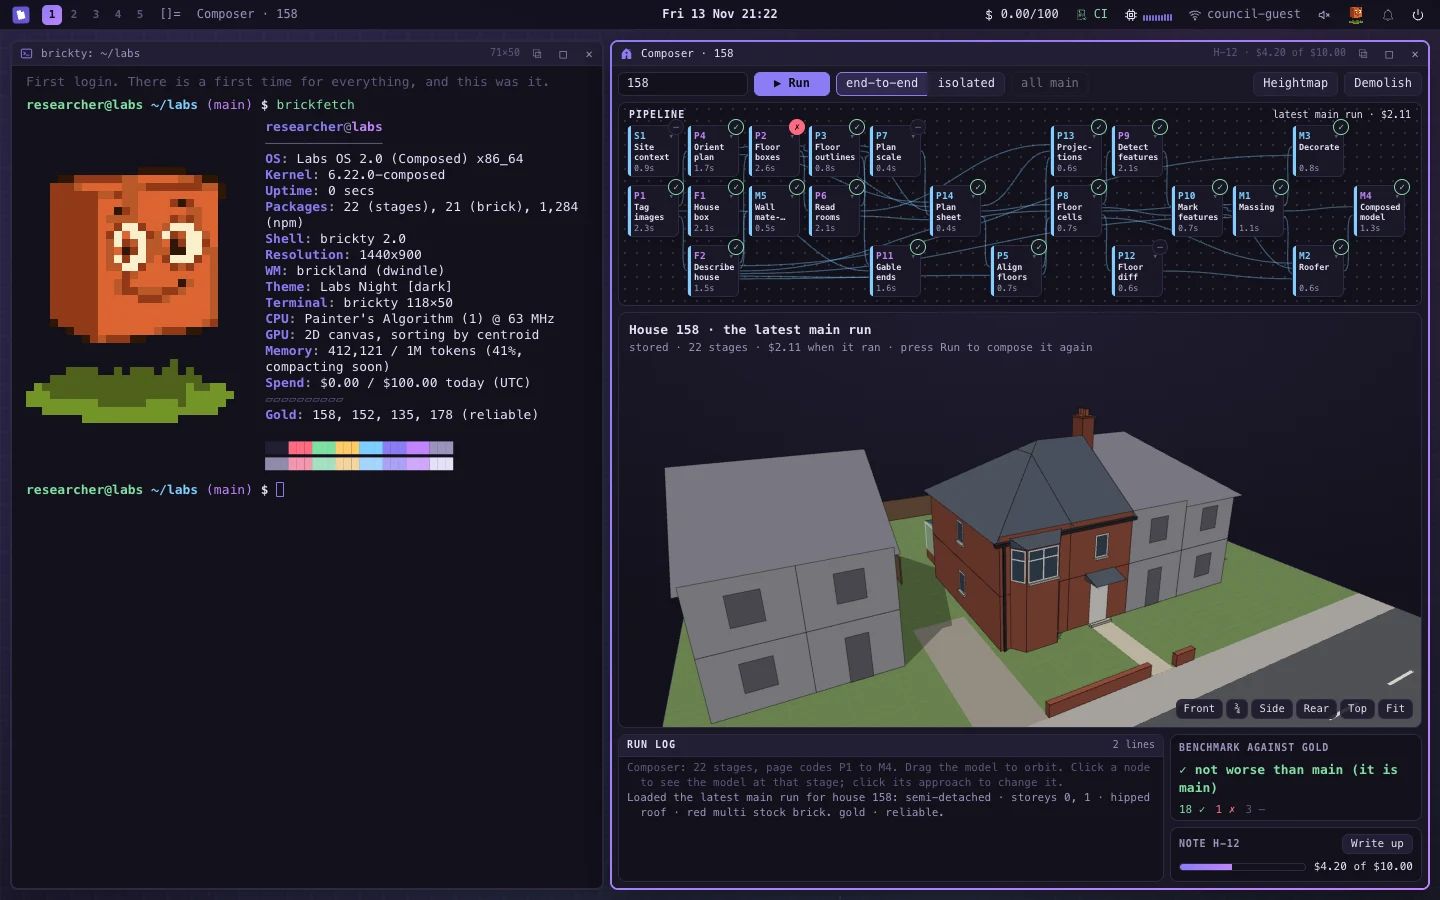 1 2 3 4 5 []= Composer · 158
Fri 13 Nov 21:22
$ 0.00/100 CI council-guest
brickty: ~/labs 71×50
First login. There is a first time for everything, and this was it.
researcher@labs ~/labs (main) $ brickfetch
researcher@labs
OS: Labs OS 2.0 (Composed) x86_64
Kernel: 6.22.0-composed
Uptime: 0 secs
Packages: 22 (stages), 21 (brick), 1,284
(npm)
Shell: brickty 2.0
Resolution: 1440x900
WM: brickland (dwindle)
Theme: Labs Night [dark]
Terminal: brickty 118×50
CPU: Painter's Algorithm (1) @ 63 MHz
GPU: 2D canvas, sorting by centroid
Memory: 412,121 / 1M tokens (41%,
compacting soon)
Spend: $0.00 / $100.00 today (UTC)
Gold: 158, 152, 135, 178 (reliable)
researcher@labs ~/labs (main) $
Composer · 158 H-12 · $4.20 of $10.00
158 ▶ Run end-to-end isolated all main Heightmap Demolish
PIPELINE latest main run · $2.11
S1 Site context 0.9s
P4 Orient plan 1.7s
P2 Floor boxes 2.6s
P3 Floor outlines 0.8s
P7 Plan scale 0.4s
P13 Projec-tions 0.6s
P9 Detect features 2.1s
M3 Decorate 0.8s
P1 Tag images 2.3s
F1 House box 2.1s
M5 Wall mate-… 0.5s
P6 Read rooms 2.1s
P14 Plan sheet 0.4s
P8 Floor cells 0.7s
P10 Mark features 0.7s
M1 Massing 1.1s
M4 Composed model 1.3s
F2 Describe house 1.5s
P11 Gable ends 1.6s
P5 Align floors 0.7s
P12 Floor diff 0.6s
M2 Roofer 0.6s
House 158 · the latest main run
stored · 22 stages · $2.11 when it ran · press Run to compose it again
Front ¾ Side Rear Top Fit
RUN LOG 2 lines
Composer: 22 stages, page codes P1 to M4. Drag the model to orbit. Click a node
to see the model at that stage; click its approach to change it.
Loaded the latest main run for house 158: semi-detached · storeys 0, 1 · hipped
roof · red multi stock brick. gold · reliable.
BENCHMARK AGAINST GOLD
✓ not worse than main (it is
main)
18 ✓ 1 ✗ 3 –
NOTE H-12 Write up
$4.20 of $10.00